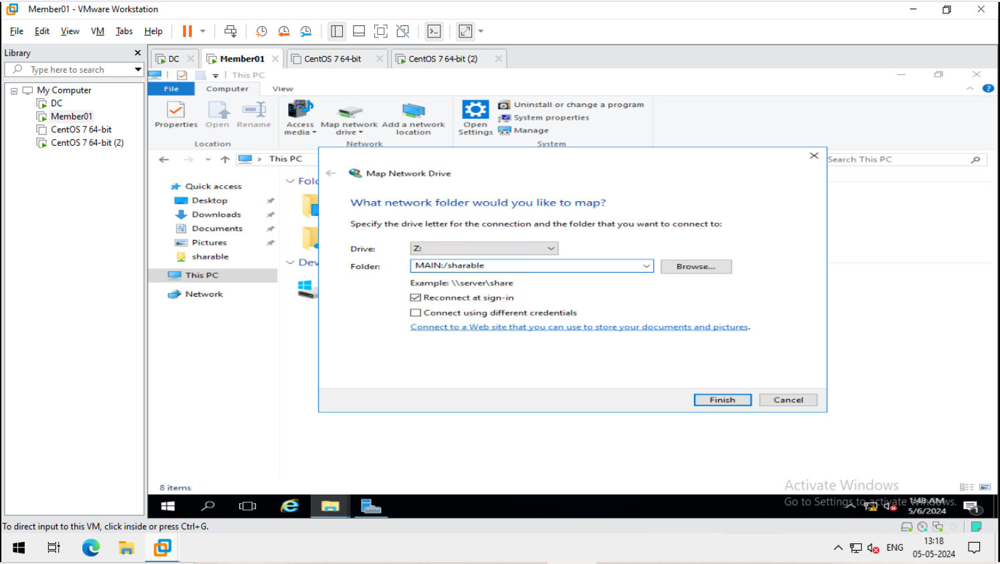 Member01 - VMware Workstation
File Edit View VM Tabs Help
Library
Type here to search
My Computer
DC
Member01
CentOS 7 64-bit
CentOS 7 64-bit (2)
DC Member01 CentOS 7 64-bit CentOS 7 64-bit (2)
This PC
File Computer View
Properties Open Rename
Location
Access media
Map network drive
Add a network location
Network
Open Settings
Uninstall or change a program
System properties
Manage
System
This PC
Search This PC
Quick access
Desktop
Downloads
Documents
Pictures
sharable
This PC
Network
Map Network Drive
What network folder would you like to map?
Specify the drive letter for the connection and the folder that you want to connect to:
Drive: Z:
Folder: MAIN:/sharable Browse...
Example: \\server\share
Reconnect at sign-in
Connect using different credentials
Connect to a Web site that you can use to store your documents and pictures.
Finish Cancel
8 items
Activate Windows
Go to Settings to activate Windows.
1:48 AM
5/6/2024
1
To direct input to this VM, click inside or press Ctrl+G.
ENG
13:18
05-05-2024